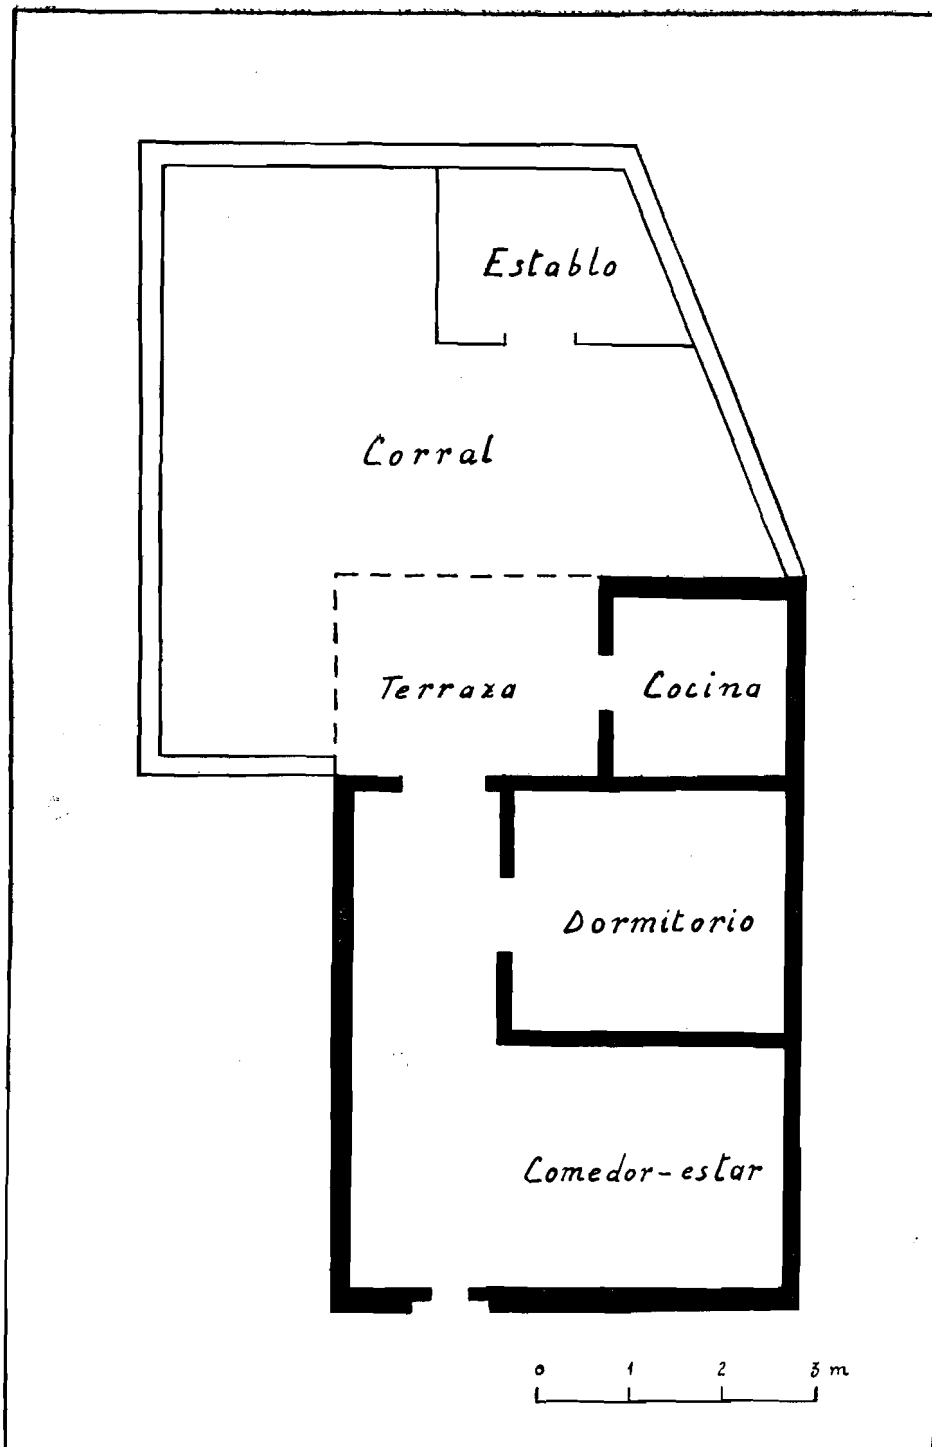 Establo
Corral
Terraza
Cocina
Dormitorio
Comedor-estar
0 1 2 3 m